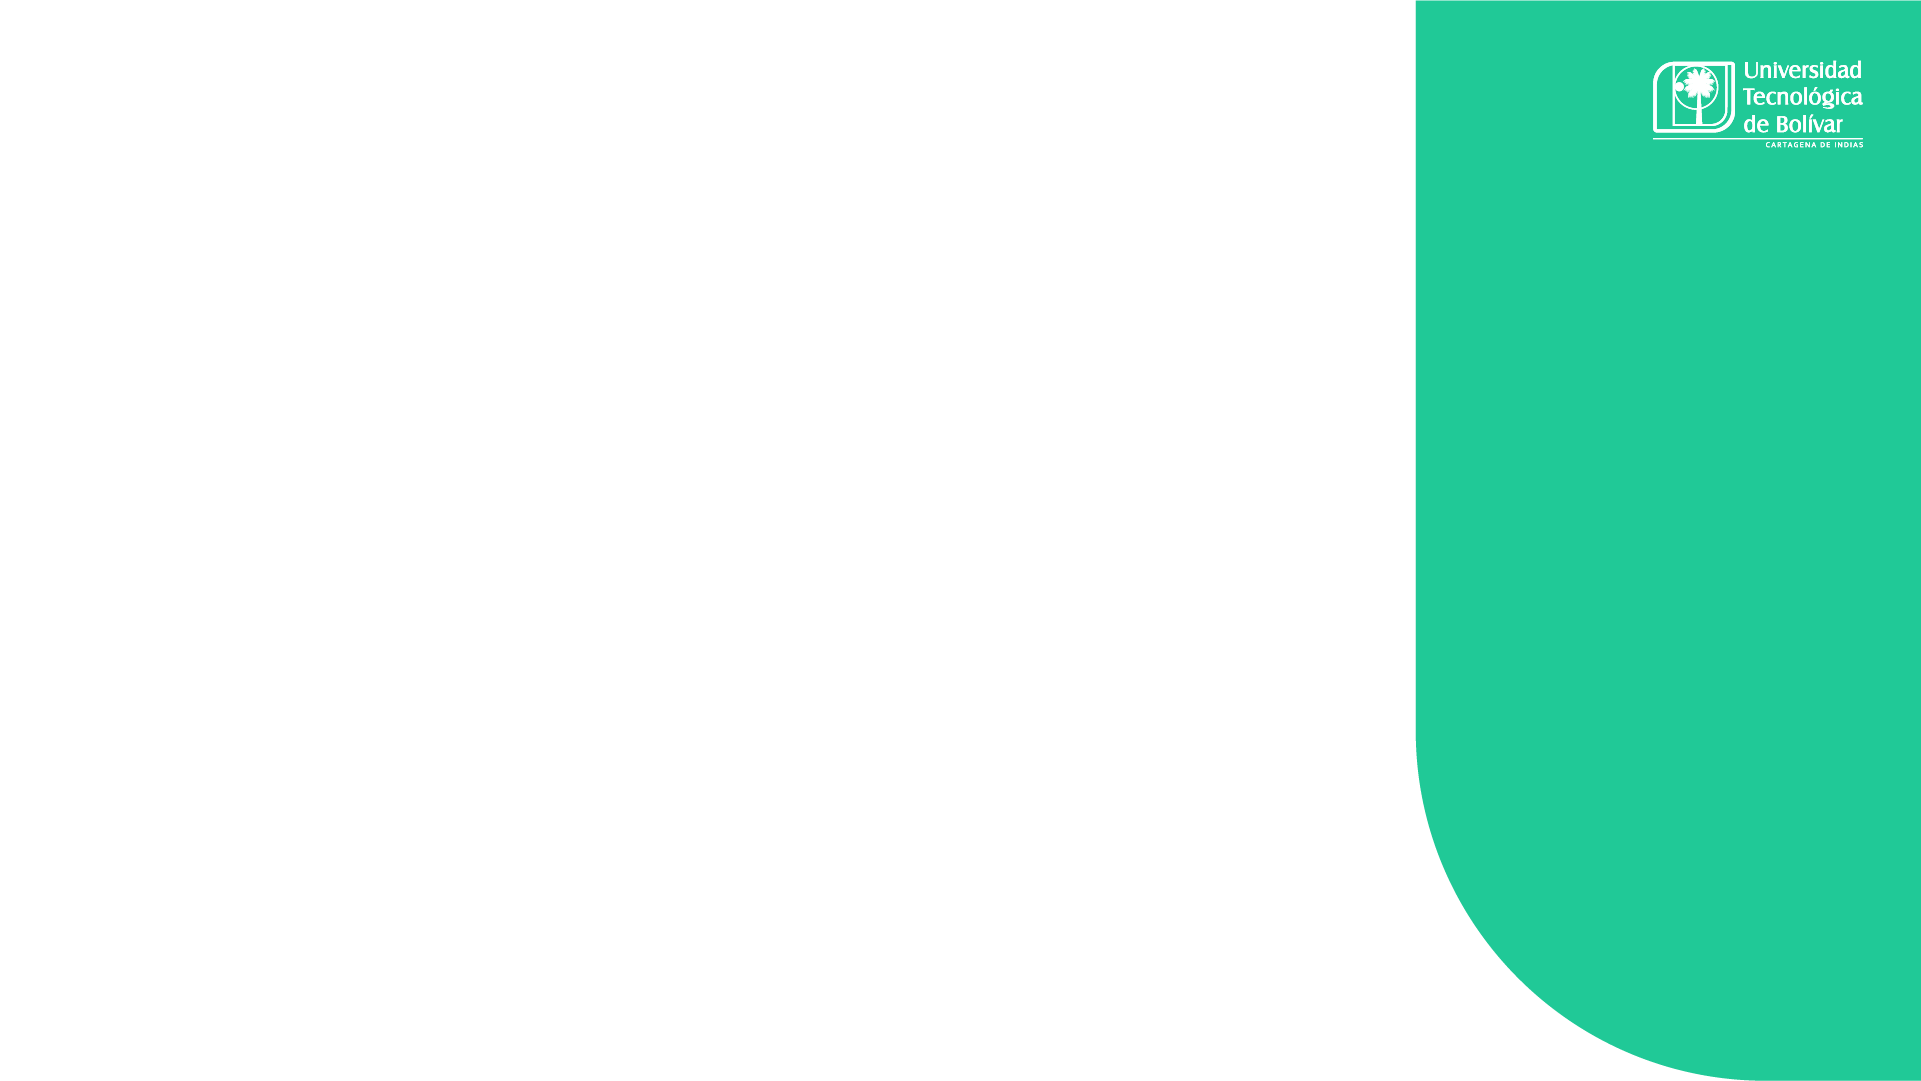 Universidad
Tecnológica
de Bolívar
CARTAGENA DE INDIAS